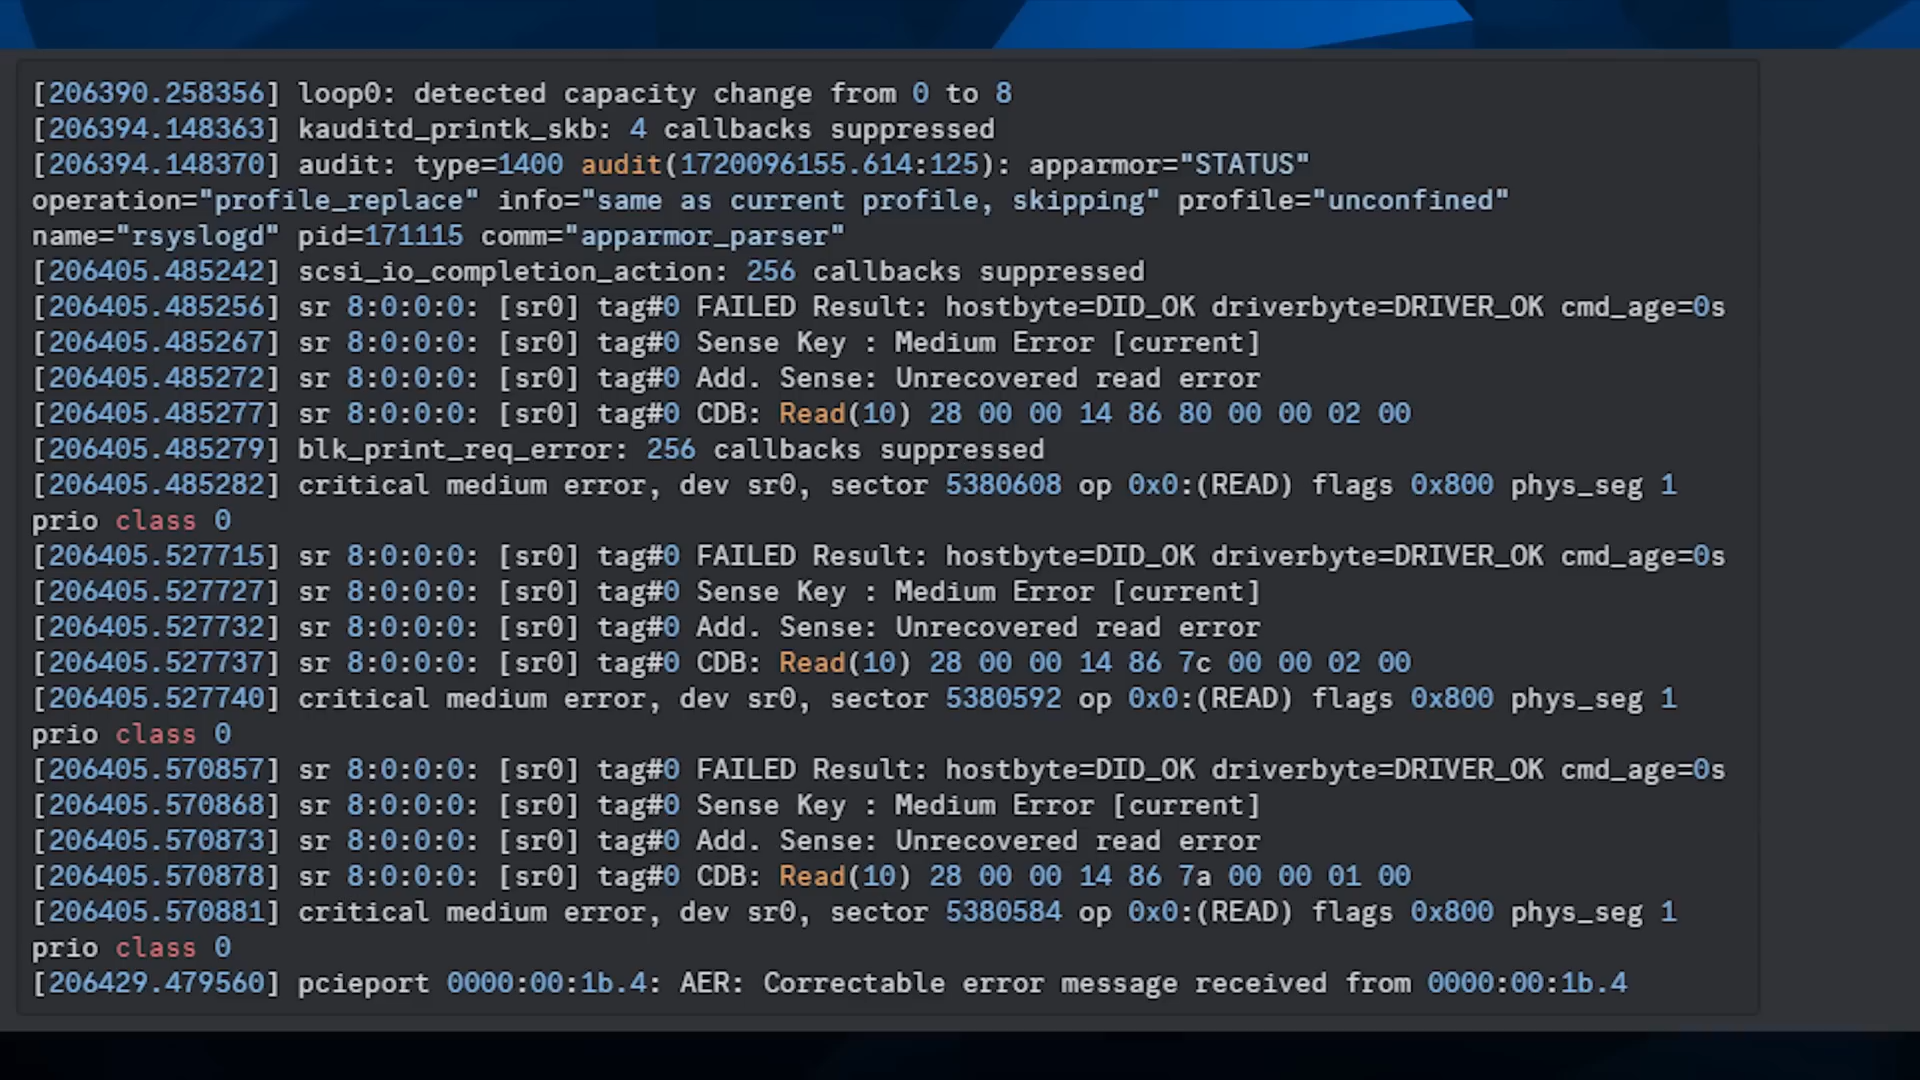 [206390.258356] loop0: detected capacity change from 0 to 8
[206394.148363] kauditd_printk_skb: 4 callbacks suppressed
[206394.148370] audit: type=1400 audit(1720096155.614:125): apparmor="STATUS"
operation="profile_replace" info="same as current profile, skipping" profile="unconfined"
name="rsyslogd" pid=171115 comm="apparmor_parser"
[206405.485242] scsi_io_completion_action: 256 callbacks suppressed
[206405.485256] sr 8:0:0:0: [sr0] tag#0 FAILED Result: hostbyte=DID_OK driverbyte=DRIVER_OK cmd_age=0s
[206405.485267] sr 8:0:0:0: [sr0] tag#0 Sense Key : Medium Error [current]
[206405.485272] sr 8:0:0:0: [sr0] tag#0 Add. Sense: Unrecovered read error
[206405.485277] sr 8:0:0:0: [sr0] tag#0 CDB: Read(10) 28 00 00 14 86 80 00 00 02 00
[206405.485279] blk_print_req_error: 256 callbacks suppressed
[206405.485282] critical medium error, dev sr0, sector 5380608 op 0x0:(READ) flags 0x800 phys_seg 1
prio class 0
[206405.527715] sr 8:0:0:0: [sr0] tag#0 FAILED Result: hostbyte=DID_OK driverbyte=DRIVER_OK cmd_age=0s
[206405.527727] sr 8:0:0:0: [sr0] tag#0 Sense Key : Medium Error [current]
[206405.527732] sr 8:0:0:0: [sr0] tag#0 Add. Sense: Unrecovered read error
[206405.527737] sr 8:0:0:0: [sr0] tag#0 CDB: Read(10) 28 00 00 14 86 7c 00 00 02 00
[206405.527740] critical medium error, dev sr0, sector 5380592 op 0x0:(READ) flags 0x800 phys_seg 1
prio class 0
[206405.570857] sr 8:0:0:0: [sr0] tag#0 FAILED Result: hostbyte=DID_OK driverbyte=DRIVER_OK cmd_age=0s
[206405.570868] sr 8:0:0:0: [sr0] tag#0 Sense Key : Medium Error [current]
[206405.570873] sr 8:0:0:0: [sr0] tag#0 Add. Sense: Unrecovered read error
[206405.570878] sr 8:0:0:0: [sr0] tag#0 CDB: Read(10) 28 00 00 14 86 7a 00 00 01 00
[206405.570881] critical medium error, dev sr0, sector 5380584 op 0x0:(READ) flags 0x800 phys_seg 1
prio class 0
[206429.479560] pcieport 0000:00:1b.4: AER: Correctable error message received from 0000:00:1b.4